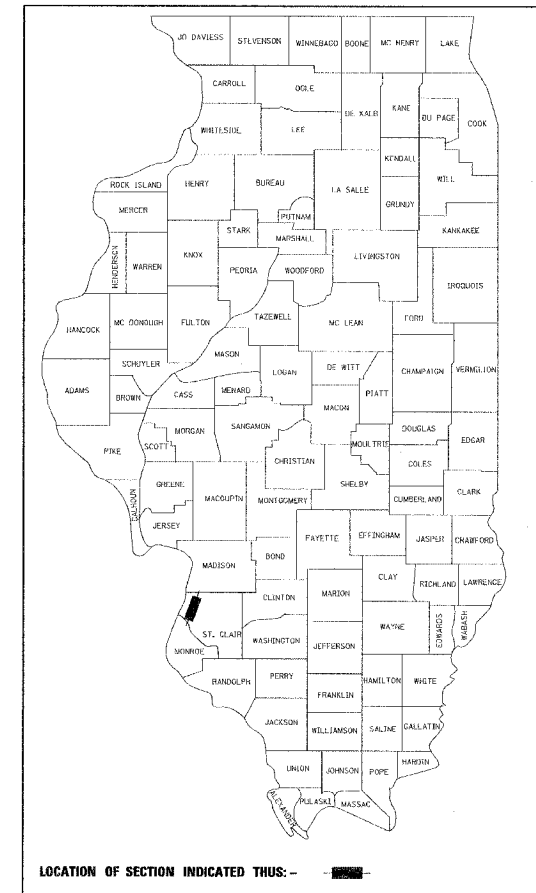 JO DAVIESS STEVENSON WINNEBAGO BOONE MC HENRY LAKE
CARROLL OGLE
DE KALB KANE DU PAGE COOK
WHITESIDE LEE
KENDALL WILL
ROCK ISLAND HENRY BUREAU LA SALLE GRUNDY
MERCER PUTNAM
STARK MARSHALL KANKAKEE
HENDERSON WARREN KNOX LIVINGSTON
PEORIA WOODFORD IROQUOIS
HANCOCK MC DONOUGH FULTON TAZEWELL MC LEAN FORD
MASON
SCHUYLER DE WITT
ADAMS BROWN CASS MENARD LOGAN CHAMPAIGN VERMILION
MACON PIATT
PIKE SCOTT MORGAN SANGAMON MOULTRIE DOUGLAS EDGAR
CHRISTIAN COLES
GREENE MACOUPIN SHELBY
CALHOUN MONTGOMERY CUMBERLAND CLARK
JERSEY
FAYETTE EFFINGHAM JASPER CRAWFORD
MADISON BOND
CLAY RICHLAND LAWRENCE
CLINTON MARION
WAYNE EDWARDS WABASH
ST. CLAIR WASHINGTON JEFFERSON
MONROE
RANDOLPH PERRY HAMILTON WHITE
FRANKLIN
JACKSON WILLIAMSON SALINE GALLATIN
HARDIN
UNION JOHNSON POPE
ALEXANDER PULASKI MASSAC
LOCATION OF SECTION INDICATED THUS: -